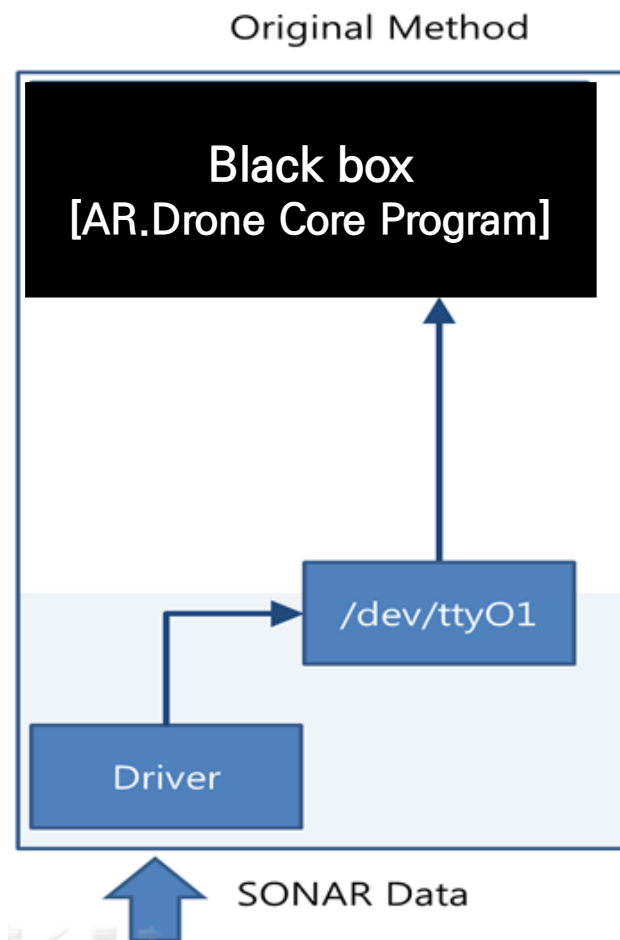 Original Method
Black box
[AR.Drone Core Program]
/dev/ttyO1
Driver
SONAR Data